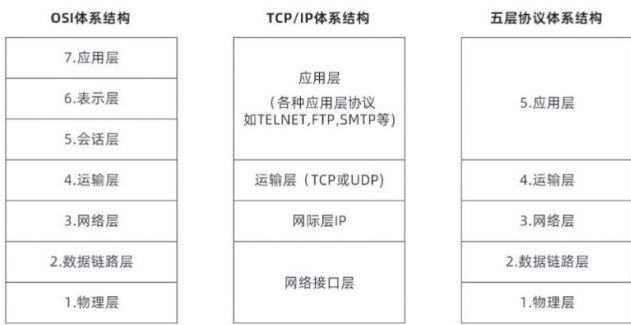 OSI体系结构
7.应用层
6.表示层
5.会话层
4.运输层
3.网络层
2.数据链路层
1.物理层
TCP/IP体系结构
应用层
（各种应用层协议
如TELNET,FTP,SMTP等)
运输层（TCP或UDP)
网际层IP
网络接口层
五层协议体系结构
5.应用层
4.运输层
3.网络层
2.数据链路层
1.物理层